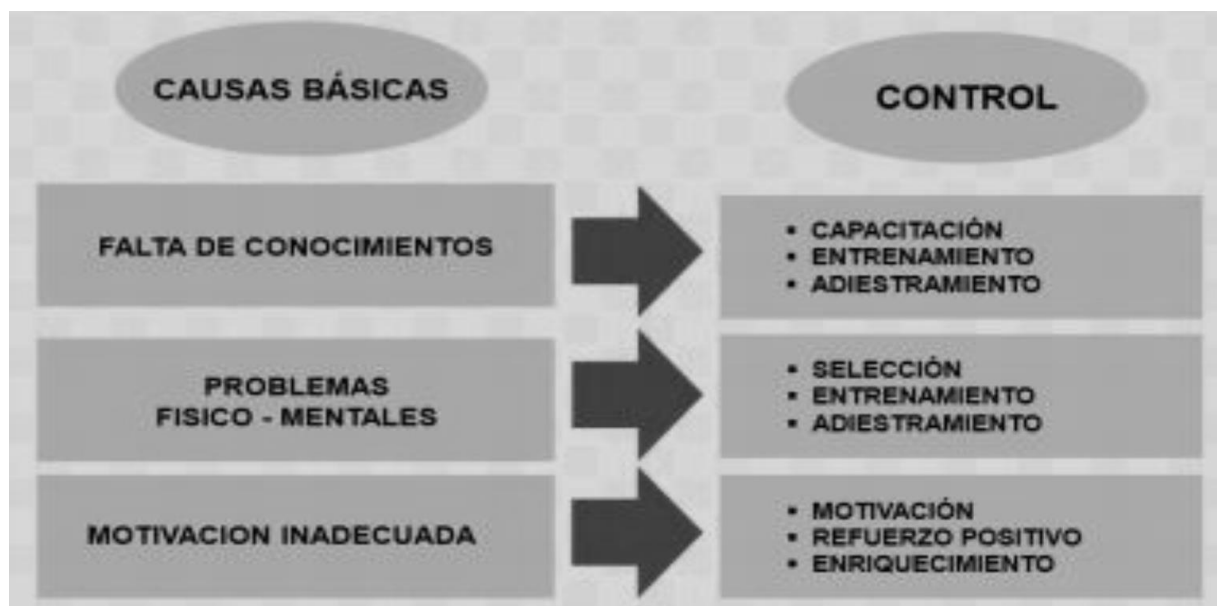 CAUSAS BÁSICAS
CONTROL
FALTA DE CONOCIMIENTOS
▪ CAPACITACIÓN
▪ ENTRENAMIENTO
▪ ADIESTRAMIENTO
PROBLEMAS
FISICO - MENTALES
▪ SELECCIÓN
▪ ENTRENAMIENTO
▪ ADIESTRAMIENTO
MOTIVACION INADECUADA
▪ MOTIVACIÓN
▪ REFUERZO POSITIVO
▪ ENRIQUECIMIENTO